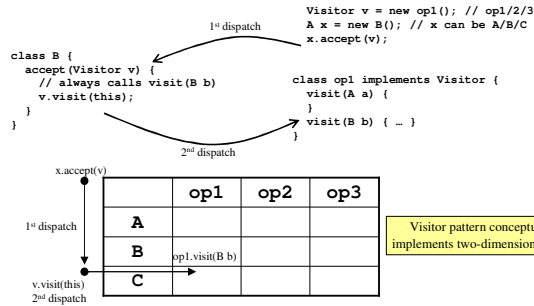 Visitor v = new op1(); // op1/2/3
A x = new B(); // x can be A/B/C
x.accept(v);
1st dispatch
class B {
accept(Visitor v) {
// always calls visit(B b)
v.visit(this);
}
}
class op1 implements Visitor {
visit(A a) {
}
visit(B b) { … }
}
2nd dispatch
x.accept(v)
op1 op2 op3
1st dispatch
A
B
op1.visit(B b)
C
v.visit(this)
2nd dispatch
Visitor pattern conceptu
implements two-dimension